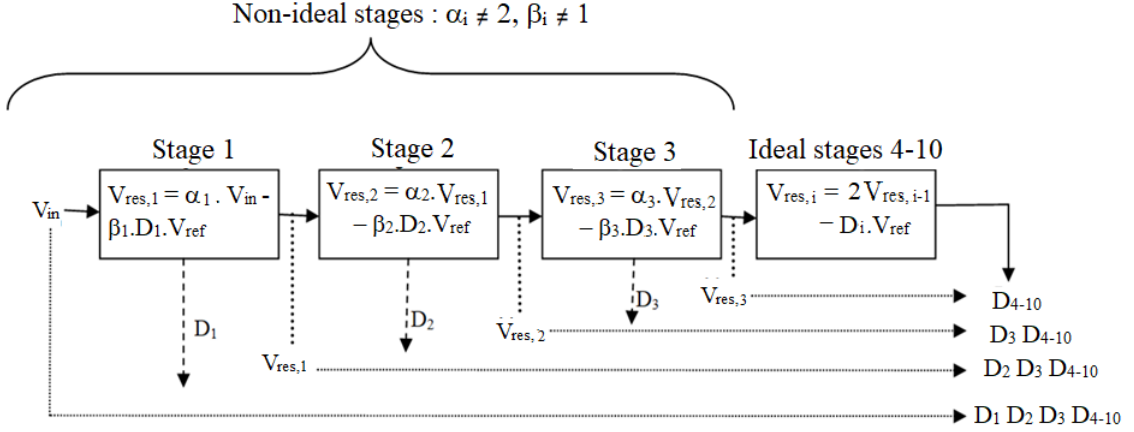 Non-ideal stages : αi ≠ 2, βi ≠ 1
Stage 1
Stage 2
Stage 3
Ideal stages 4-10
Vin
Vres,1 = α1 . Vin -
β1.D1.Vref
Vres,2 = α2.Vres,1
– β2.D2.Vref
Vres,3 = α3.Vres,2
– β3.D3.Vref
Vres,i = 2 Vres, i-1
– Di.Vref
D1
D2
D3
Vres,3
D4-10
Vres, 2
D3 D4-10
Vres,1
D2 D3 D4-10
D1 D2 D3 D4-10